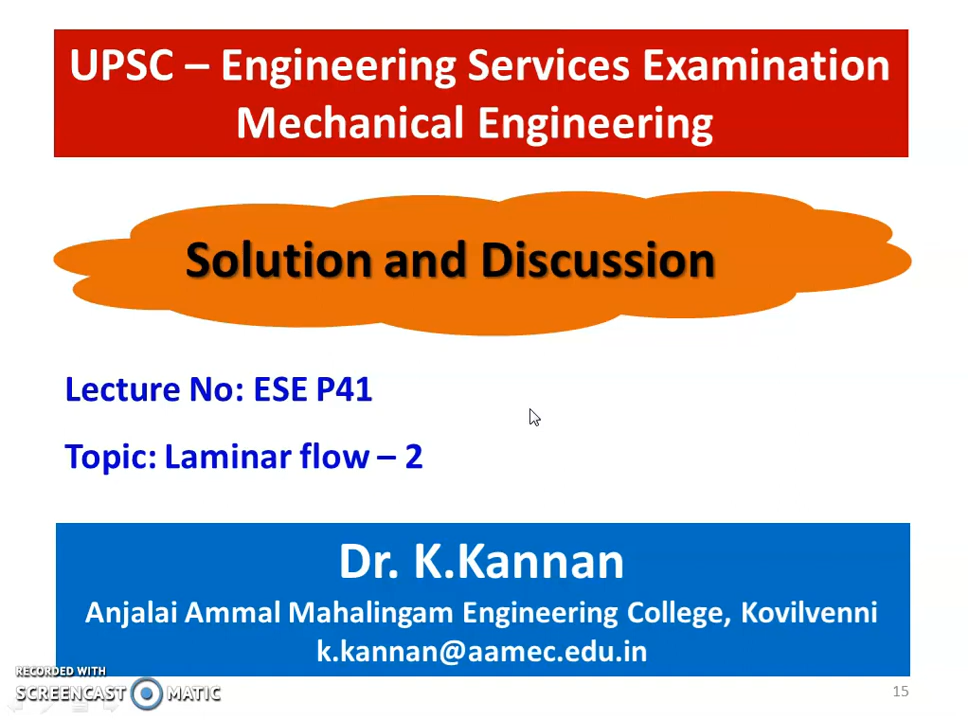 UPSC – Engineering Services Examination
Mechanical Engineering
Solution and Discussion
Lecture No: ESE P41
Topic: Laminar flow – 2
Dr. K.Kannan
Anjalai Ammal Mahalingam Engineering College, Kovilvenni
k.kannan@aamec.edu.in
RECORDED WITH
SCREENCAST MATIC
15